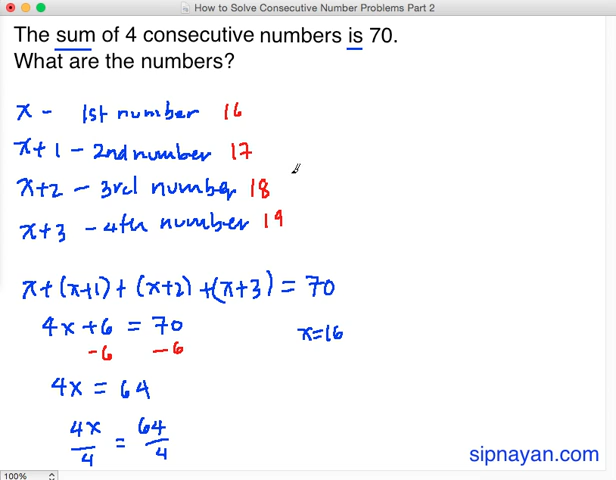 How to Solve Consecutive Number Problems Part 2
The sum of 4 consecutive numbers is 70.
What are the numbers?
x - 1st number 16
x+1 - 2nd number 17
x+2 - 3rd number 18
x+3 - 4th number 19
x+(x+1) + (x+2) +(x+3) = 70
4x +6 = 70
x=16
-6 -6
4x = 64
4x/4 = 64/4
sipnayan.com
100%